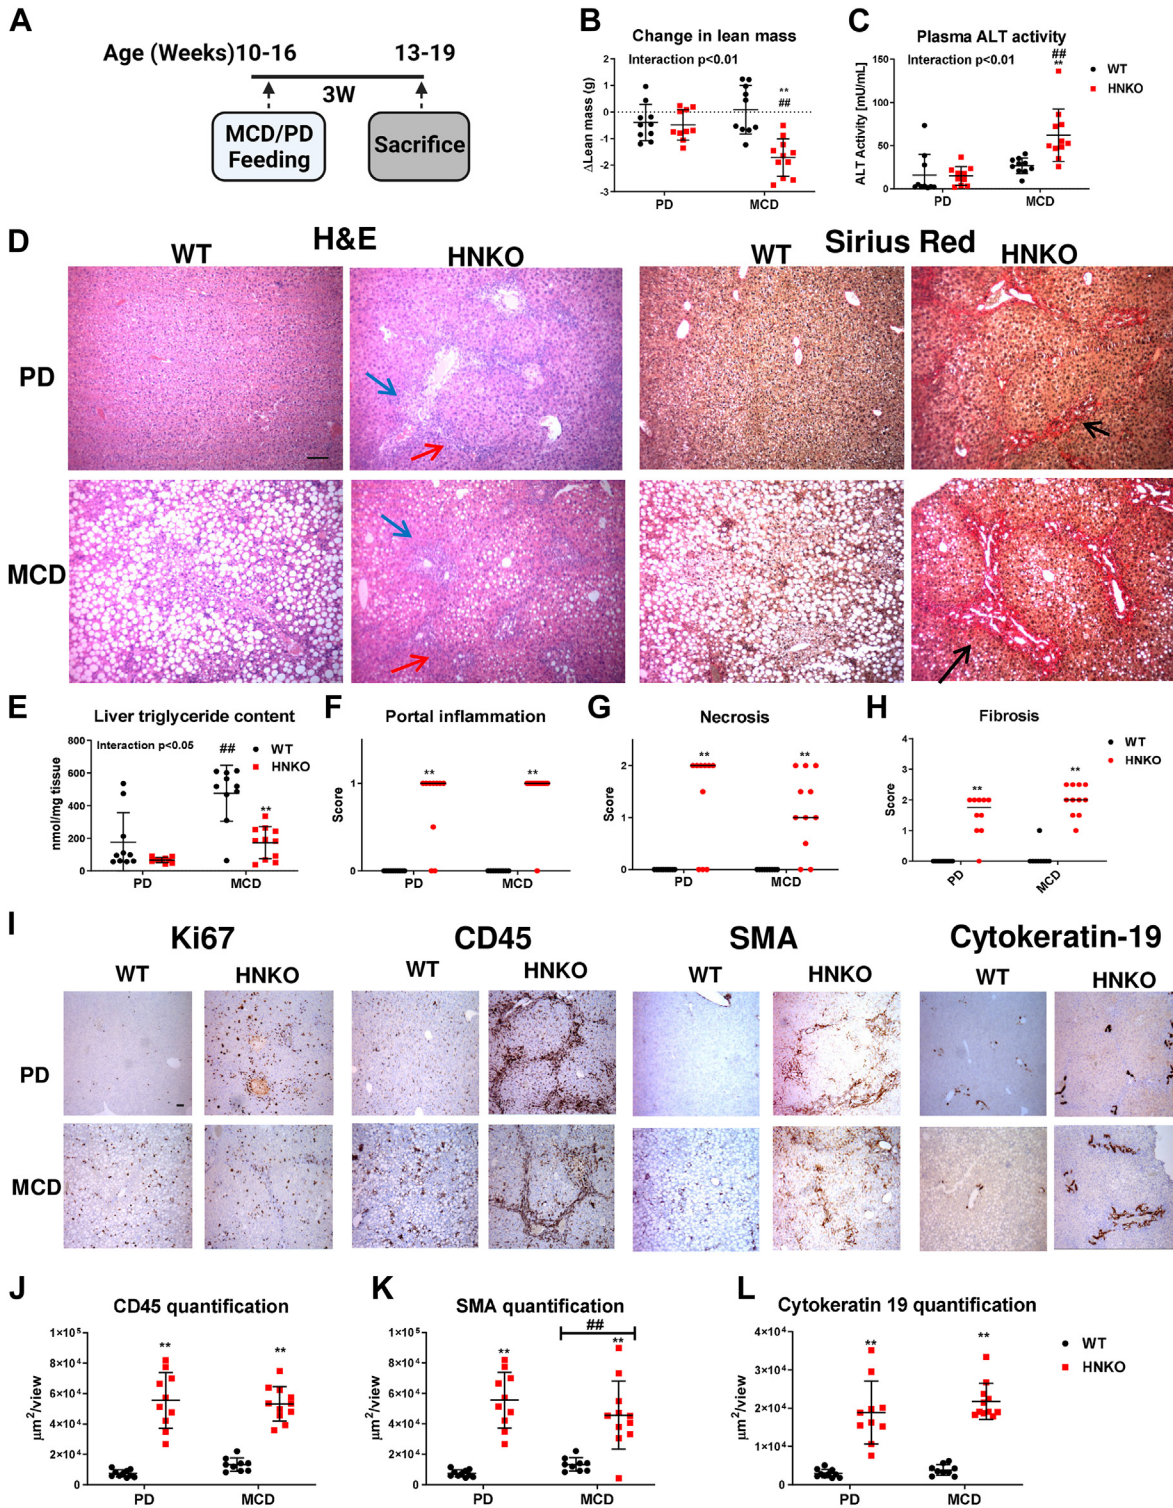 A
Age (Weeks)10-16 13-19
3W
MCD/PD
Feeding
Sacrifice
B
Change in lean mass
Interaction p<0.01
ΔLean mass (g)
2
1
0
-1
-2
-3
**
##
PD MCD
C
Plasma ALT activity
Interaction p<0.01
ALT Activity [mU/mL]
150
100
50
0
##
**
PD MCD
WT
HNKO
D
H&E Sirius Red
WT HNKO WT HNKO
PD
MCD
E
Liver triglyceride content
Interaction p<0.05
nmol/mg tissue
800
600
400
200
0
##
**
PD MCD
WT
HNKO
F
Portal inflammation
Score
1
0
** **
PD MCD
G
Necrosis
Score
2
1
0
** **
PD MCD
H
Fibrosis
Score
4
3
2
1
0
** **
PD MCD
WT
HNKO
I
Ki67 CD45 SMA Cytokeratin-19
WT HNKO WT HNKO WT HNKO WT HNKO
PD
MCD
J
CD45 quantification
μm²/view
1×10⁵
8×10⁴
6×10⁴
4×10⁴
2×10⁴
0
** **
PD MCD
K
SMA quantification
μm²/view
1×10⁵
8×10⁴
6×10⁴
4×10⁴
2×10⁴
0
##
** **
PD MCD
L
Cytokeratin 19 quantification
μm²/view
4×10⁴
3×10⁴
2×10⁴
1×10⁴
0
** **
PD MCD
WT
HNKO